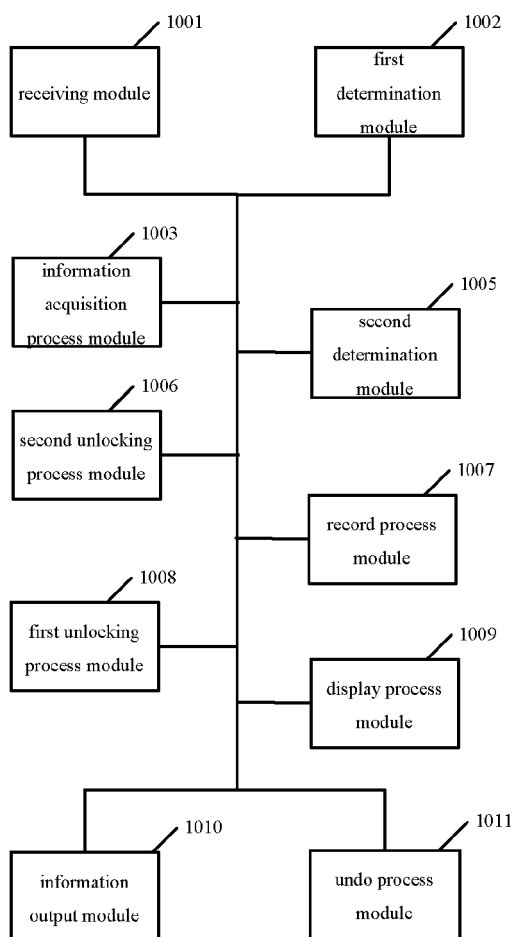 1001
receiving module
1002
first
determination
module
1003
information
acquisition
process module
1005
second
determination
module
1006
second unlocking
process module
1007
record process
module
1008
first unlocking
process module
1009
display process
module
1010
information
output module
1011
undo process
module